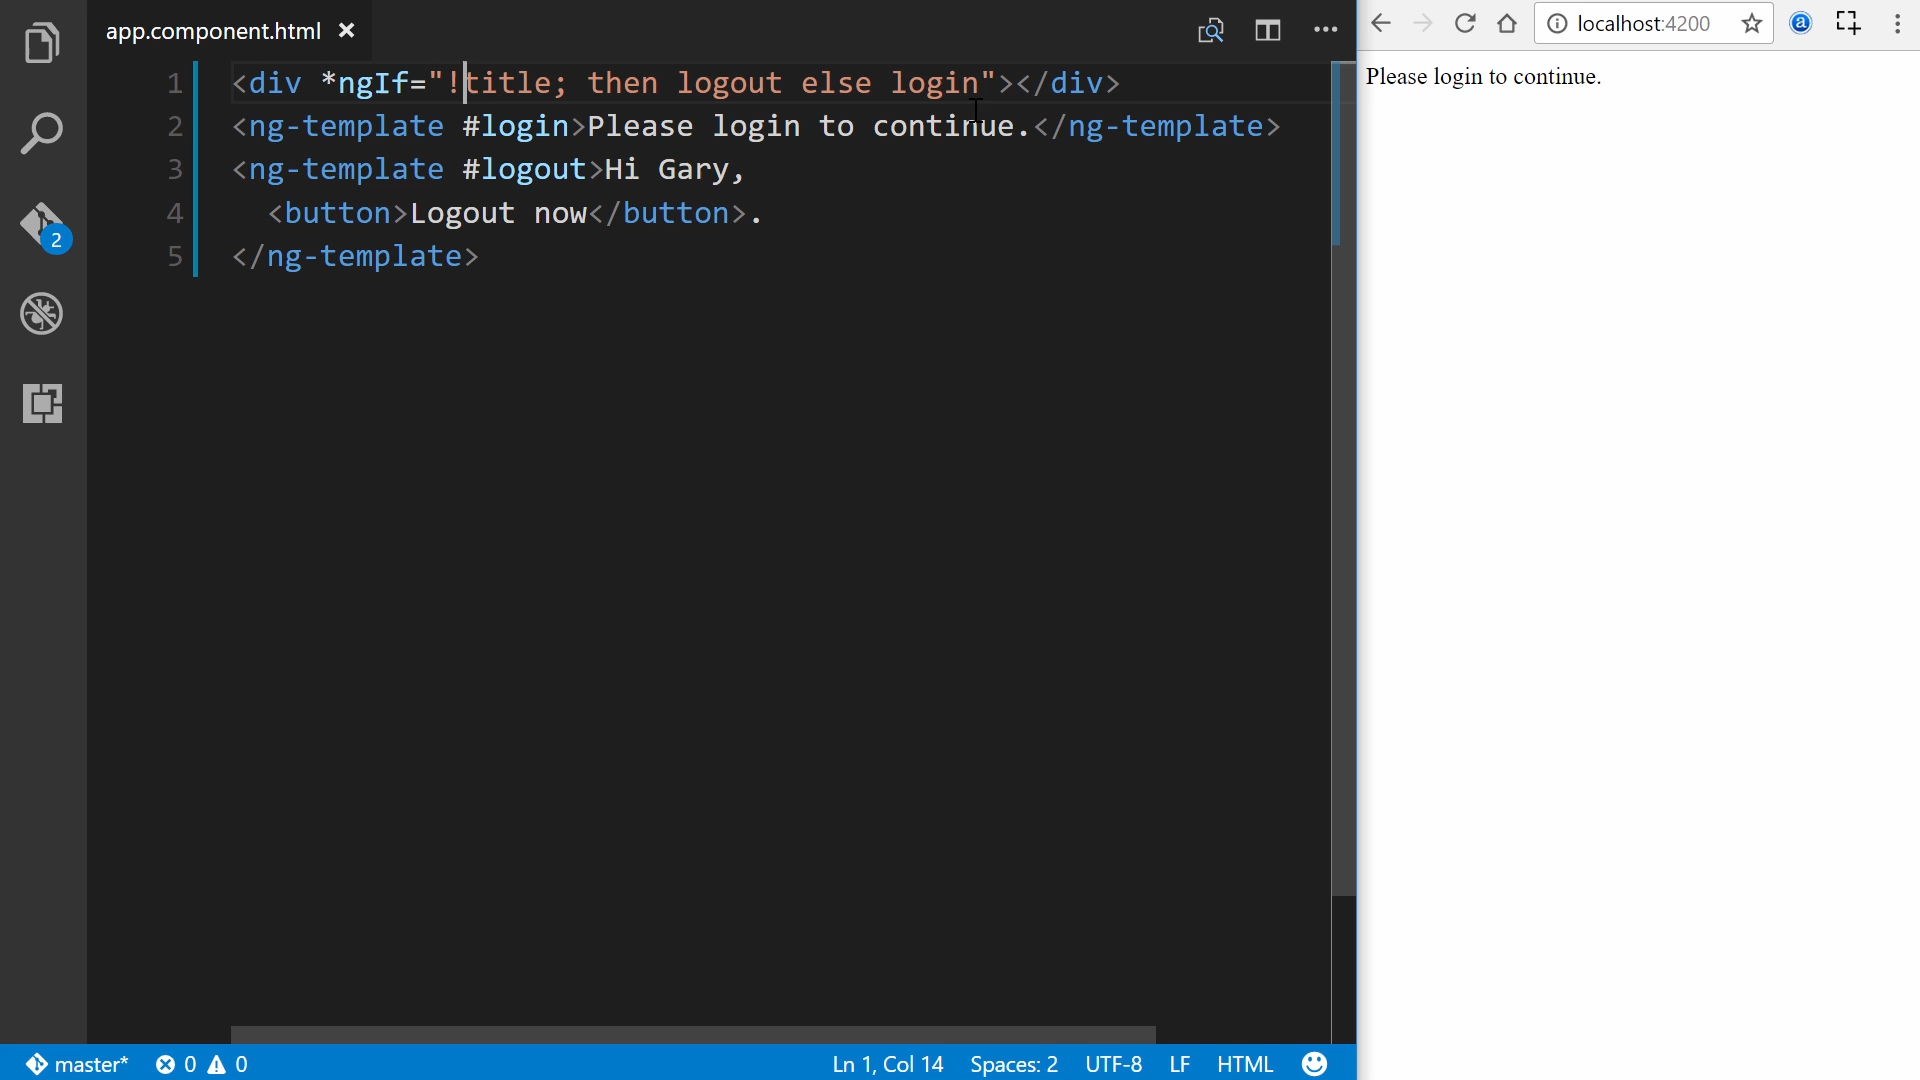 app.component.html
localhost:4200
1 <div *ngIf="!title; then logout else login"></div>
2 <ng-template #login>Please login to continue.</ng-template>
3 <ng-template #logout>Hi Gary,
4 <button>Logout now</button>.
5 </ng-template>
Please login to continue.
2
master* 0 0 Ln 1, Col 14 Spaces: 2 UTF-8 LF HTML